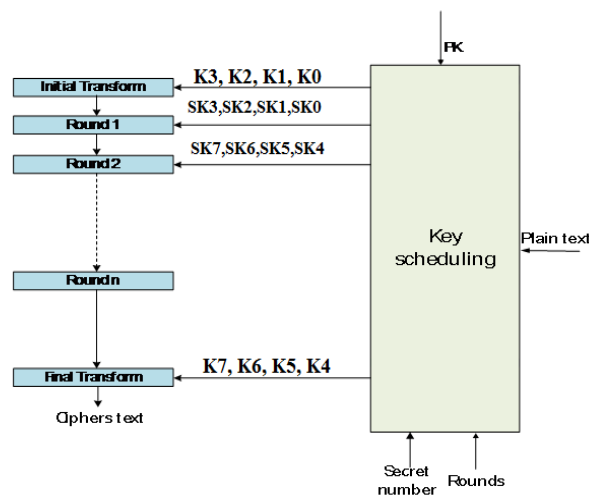 PK
K3, K2, K1, K0
Initial Transform
SK3,SK2,SK1,SK0
Round 1
SK7,SK6,SK5,SK4
Round 2
Key
scheduling
Plain text
Round n
K7, K6, K5, K4
Final Transform
Ciphers text
Secret
number
Rounds